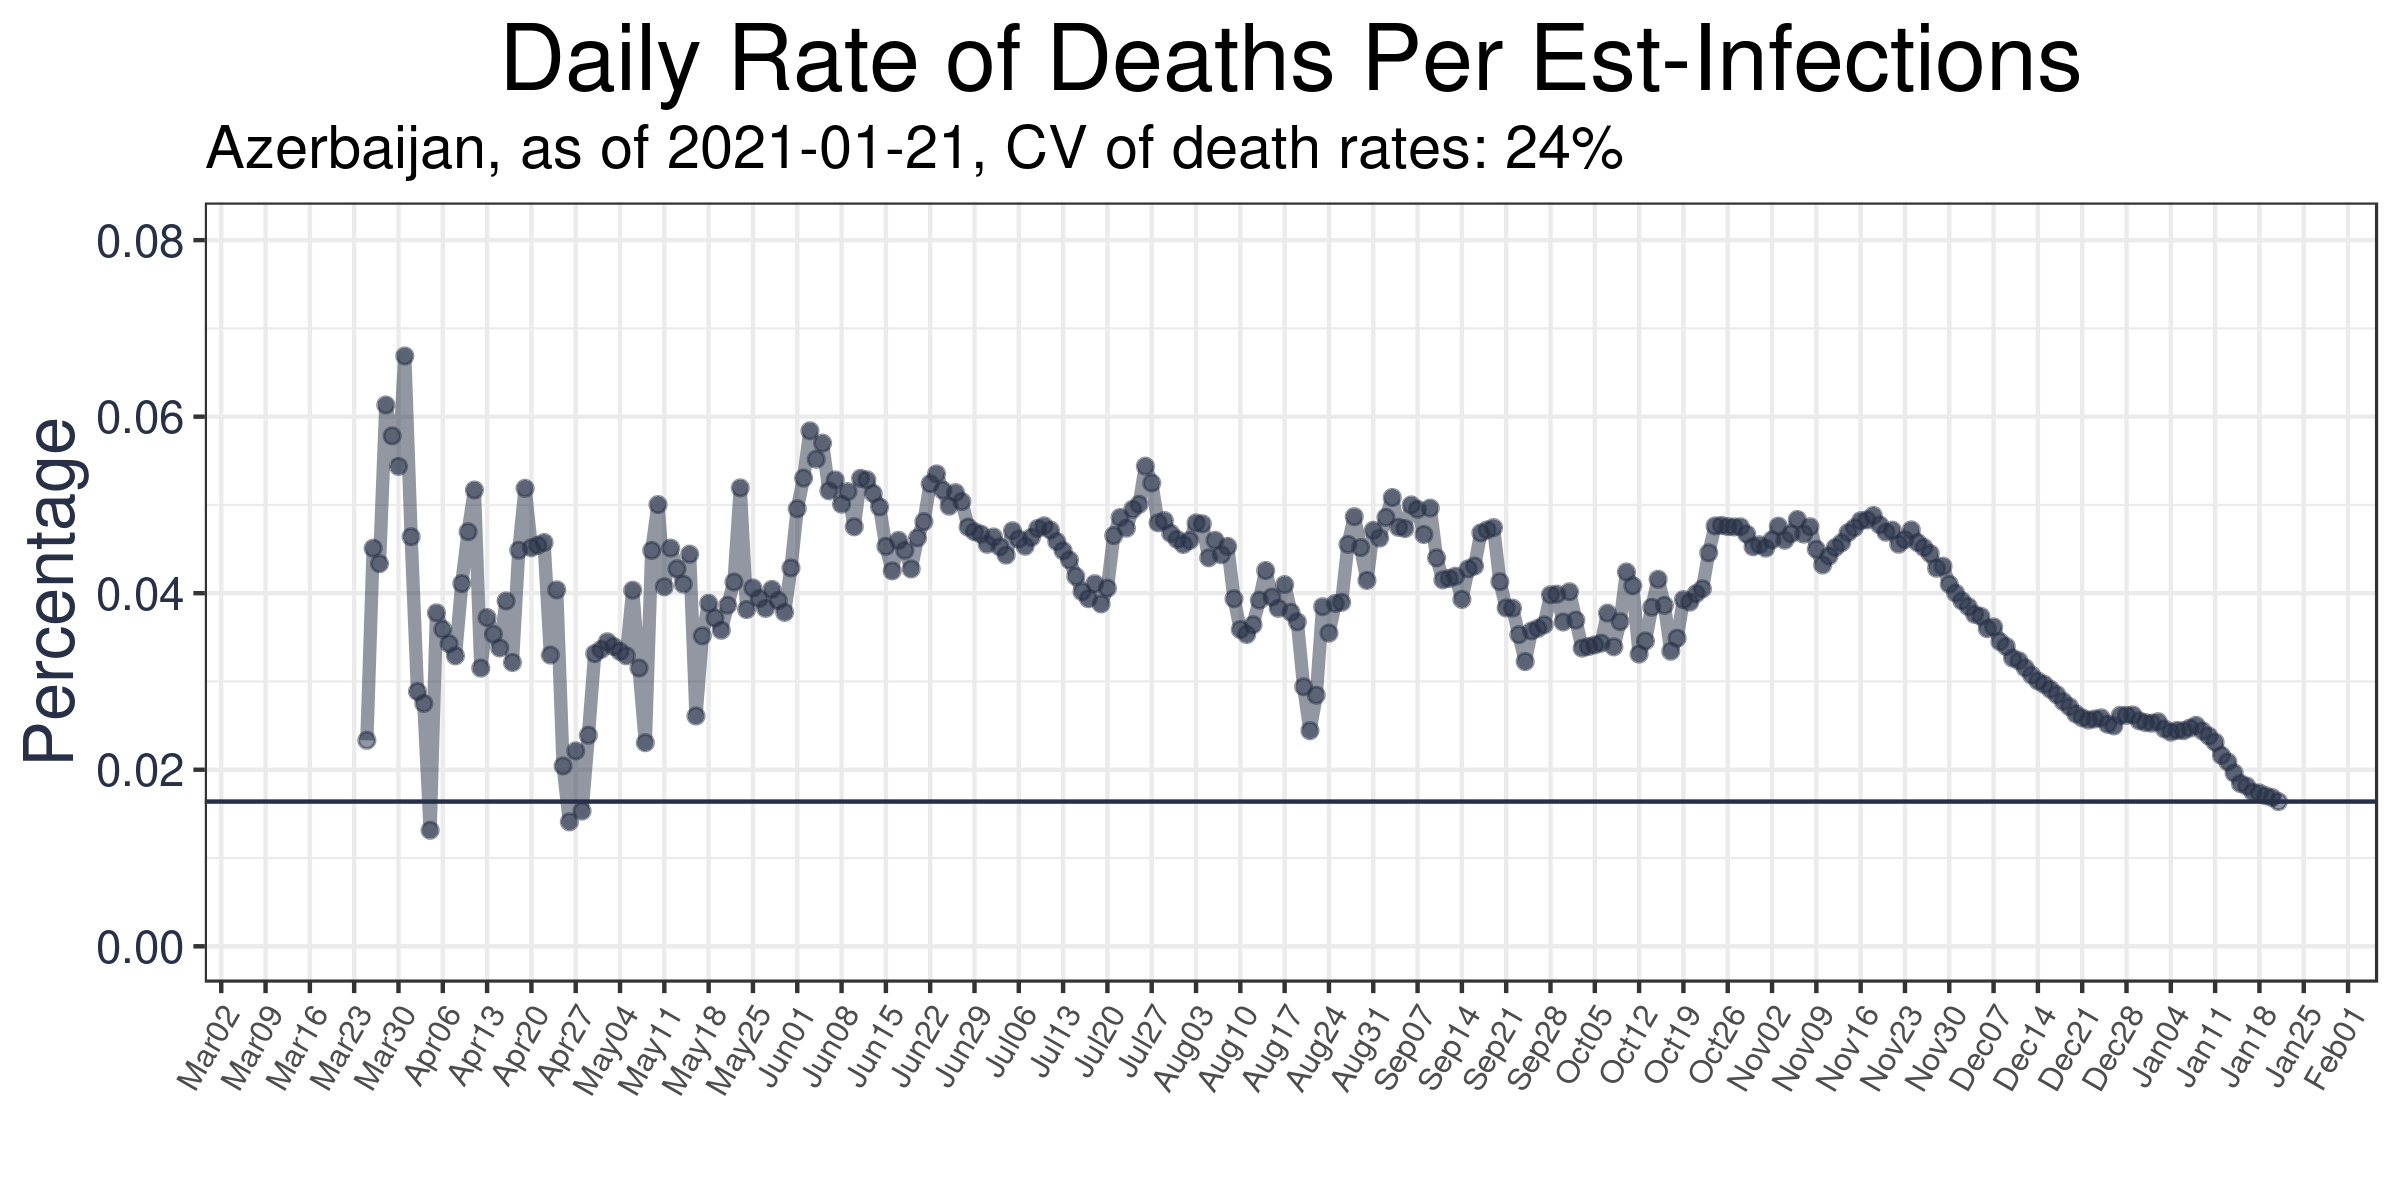 Daily Rate of Deaths Per Est-Infections
Azerbaijan, as of 2021-01-21, CV of death rates: 24%
Percentage
0.08
0.06
0.04
0.02
0.00
Mar02
Mar09
Mar16
Mar23
Mar30
Apr06
Apr13
Apr20
Apr27
May04
May11
May18
May25
Jun01
Jun08
Jun15
Jun22
Jun29
Jul06
Jul13
Jul20
Jul27
Aug03
Aug10
Aug17
Aug24
Aug31
Sep07
Sep14
Sep21
Sep28
Oct05
Oct12
Oct19
Oct26
Nov02
Nov09
Nov16
Nov23
Nov30
Dec07
Dec14
Dec21
Dec28
Jan04
Jan11
Jan18
Jan25
Feb01